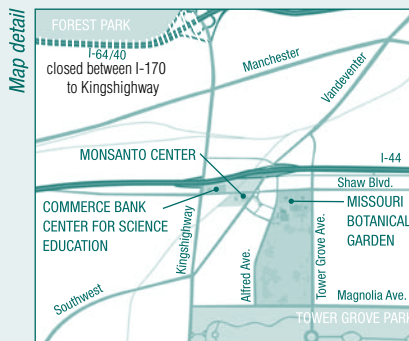 Map detail
FOREST PARK
I-64/40
closed between I-170
to Kingshighway
Manchester
Vandeventer
MONSANTO CENTER
I-44
Shaw Blvd.
COMMERCE BANK
CENTER FOR SCIENCE
EDUCATION
MISSOURI
BOTANICAL
GARDEN
Kingshighway
Alfred Ave.
Tower Grove Ave.
Southwest
Magnolia Ave.
TOWER GROVE PARK